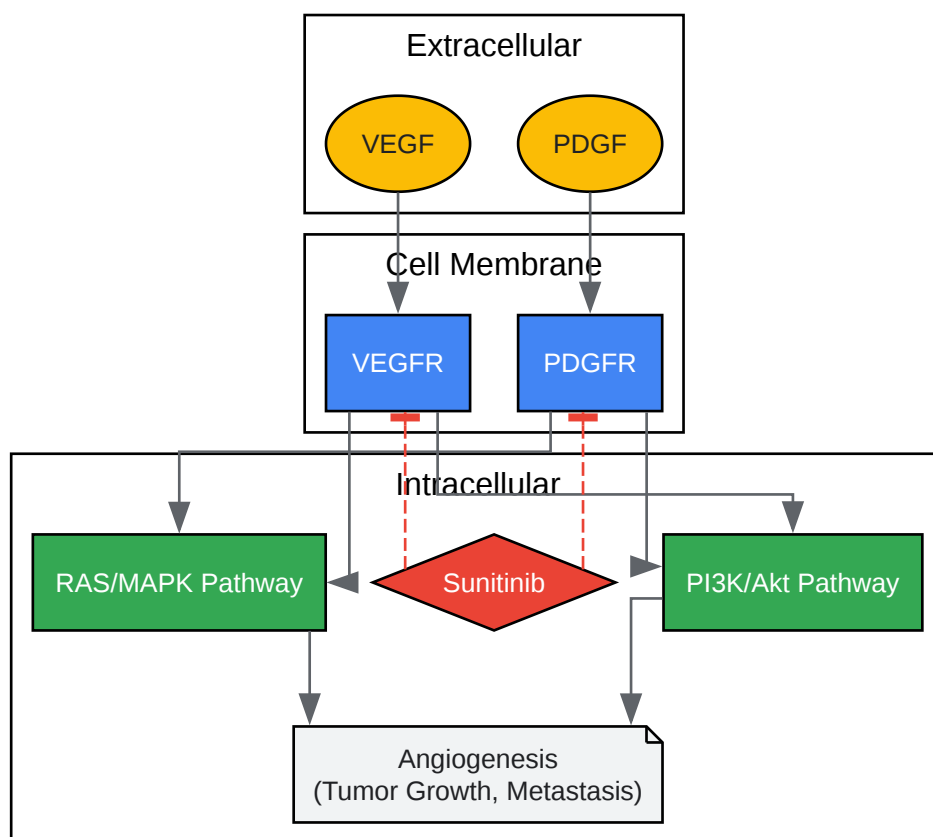 Extracellular
VEGF
PDGF
Cell Membrane
VEGFR
PDGFR
Intracellular
RAS/MAPK Pathway
Sunitinib
PI3K/Akt Pathway
Angiogenesis
(Tumor Growth, Metastasis)